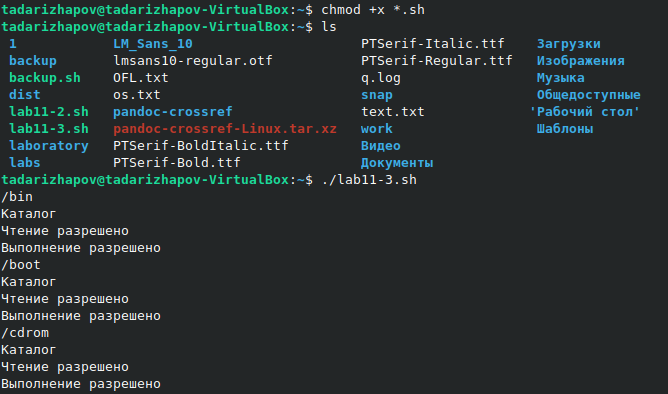 tadarizhapov@tadarizhapov-VirtualBox:~$ chmod +x *.sh
tadarizhapov@tadarizhapov-VirtualBox:~$ ls
1 LM_Sans_10 PTSerif-Italic.ttf Загрузки
backup lmsans10-regular.otf PTSerif-Regular.ttf Изображения
backup.sh OFL.txt q.log Музыка
dist os.txt snap Общедоступные
lab11-2.sh pandoc-crossref text.txt 'Рабочий стол'
lab11-3.sh pandoc-crossref-Linux.tar.xz work Шаблоны
laboratory PTSerif-BoldItalic.ttf Видео
labs PTSerif-Bold.ttf Документы
tadarizhapov@tadarizhapov-VirtualBox:~$ ./lab11-3.sh
/bin
Каталог
Чтение разрешено
Выполнение разрешено
/boot
Каталог
Чтение разрешено
Выполнение разрешено
/cdrom
Каталог
Чтение разрешено
Выполнение разрешено